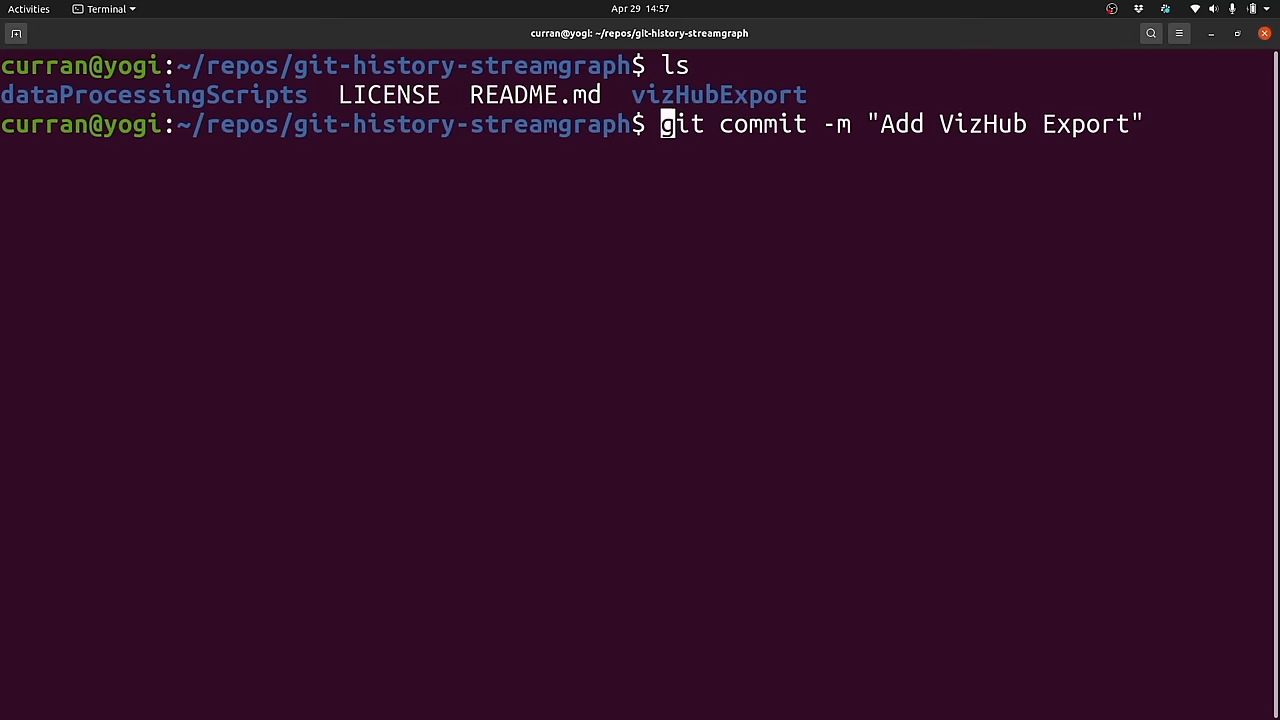 Activities Terminal Apr 29 14:57
curran@yogi: ~/repos/git-history-streamgraph
curran@yogi:~/repos/git-history-streamgraph$ ls
dataProcessingScripts LICENSE README.md vizHubExport
curran@yogi:~/repos/git-history-streamgraph$ git commit -m "Add VizHub Export"